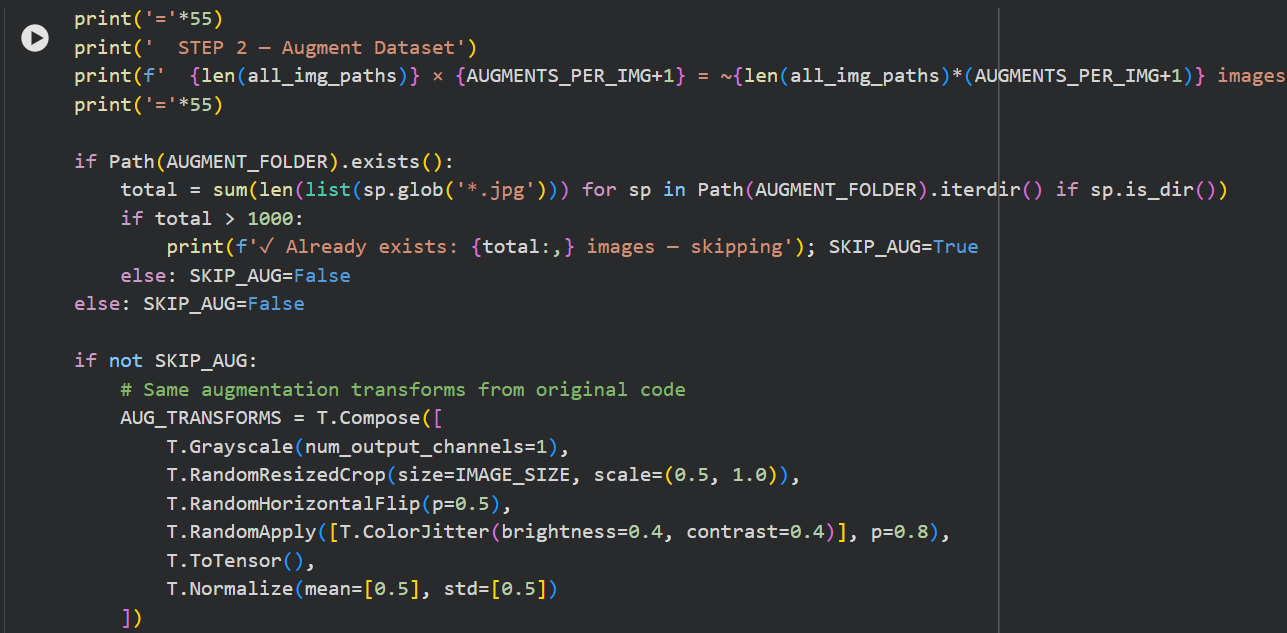 print('='*55)
print('  STEP 2 — Augment Dataset')
print(f'  {len(all_img_paths)} × {AUGMENTS_PER_IMG+1} = ~{len(all_img_paths)*(AUGMENTS_PER_IMG+1)} images
print('='*55)

if Path(AUGMENT_FOLDER).exists():
    total = sum(len(list(sp.glob('*.jpg'))) for sp in Path(AUGMENT_FOLDER).iterdir() if sp.is_dir())
    if total > 1000:
        print(f'✓ Already exists: {total:,} images — skipping'); SKIP_AUG=True
    else: SKIP_AUG=False
else: SKIP_AUG=False

if not SKIP_AUG:
    # Same augmentation transforms from original code
    AUG_TRANSFORMS = T.Compose([
        T.Grayscale(num_output_channels=1),
        T.RandomResizedCrop(size=IMAGE_SIZE, scale=(0.5, 1.0)),
        T.RandomHorizontalFlip(p=0.5),
        T.RandomApply([T.ColorJitter(brightness=0.4, contrast=0.4)], p=0.8),
        T.ToTensor(),
        T.Normalize(mean=[0.5], std=[0.5])
    ])